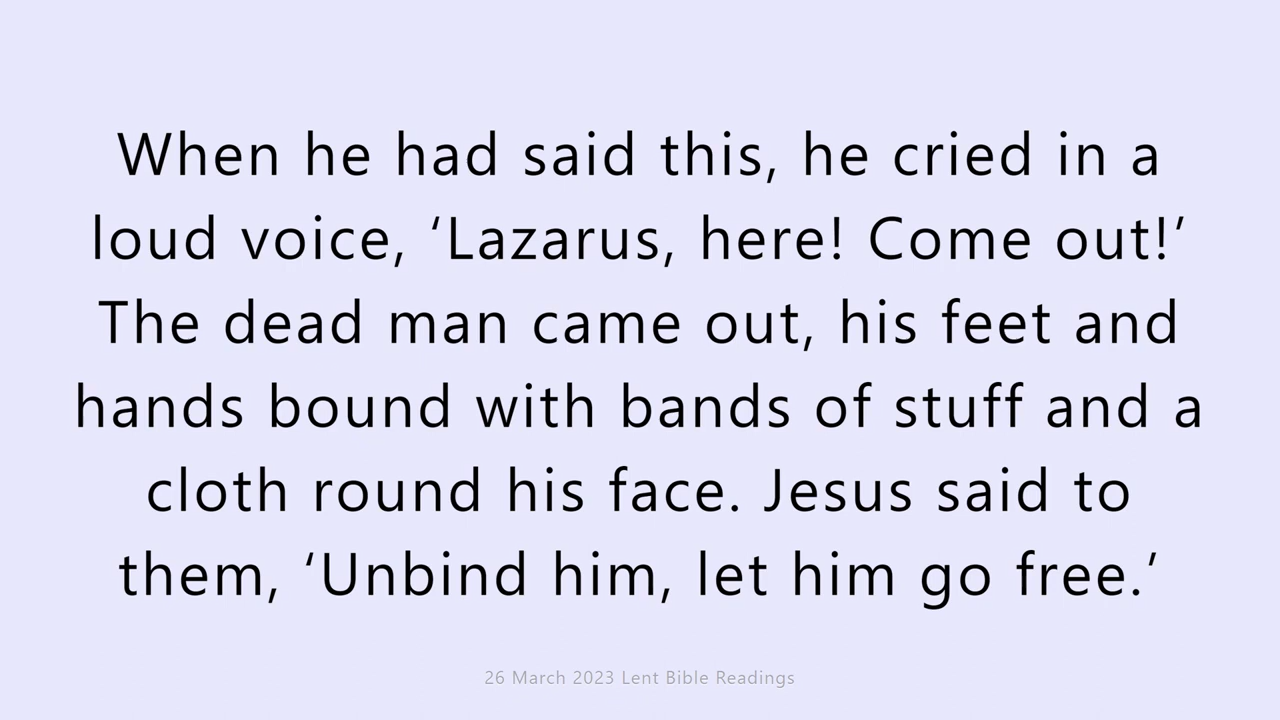 When he had said this, he cried in a
loud voice, ‘Lazarus, here! Come out!’
The dead man came out, his feet and
hands bound with bands of stuff and a
cloth round his face. Jesus said to
them, ‘Unbind him, let him go free.’
26 March 2023 Lent Bible Readings